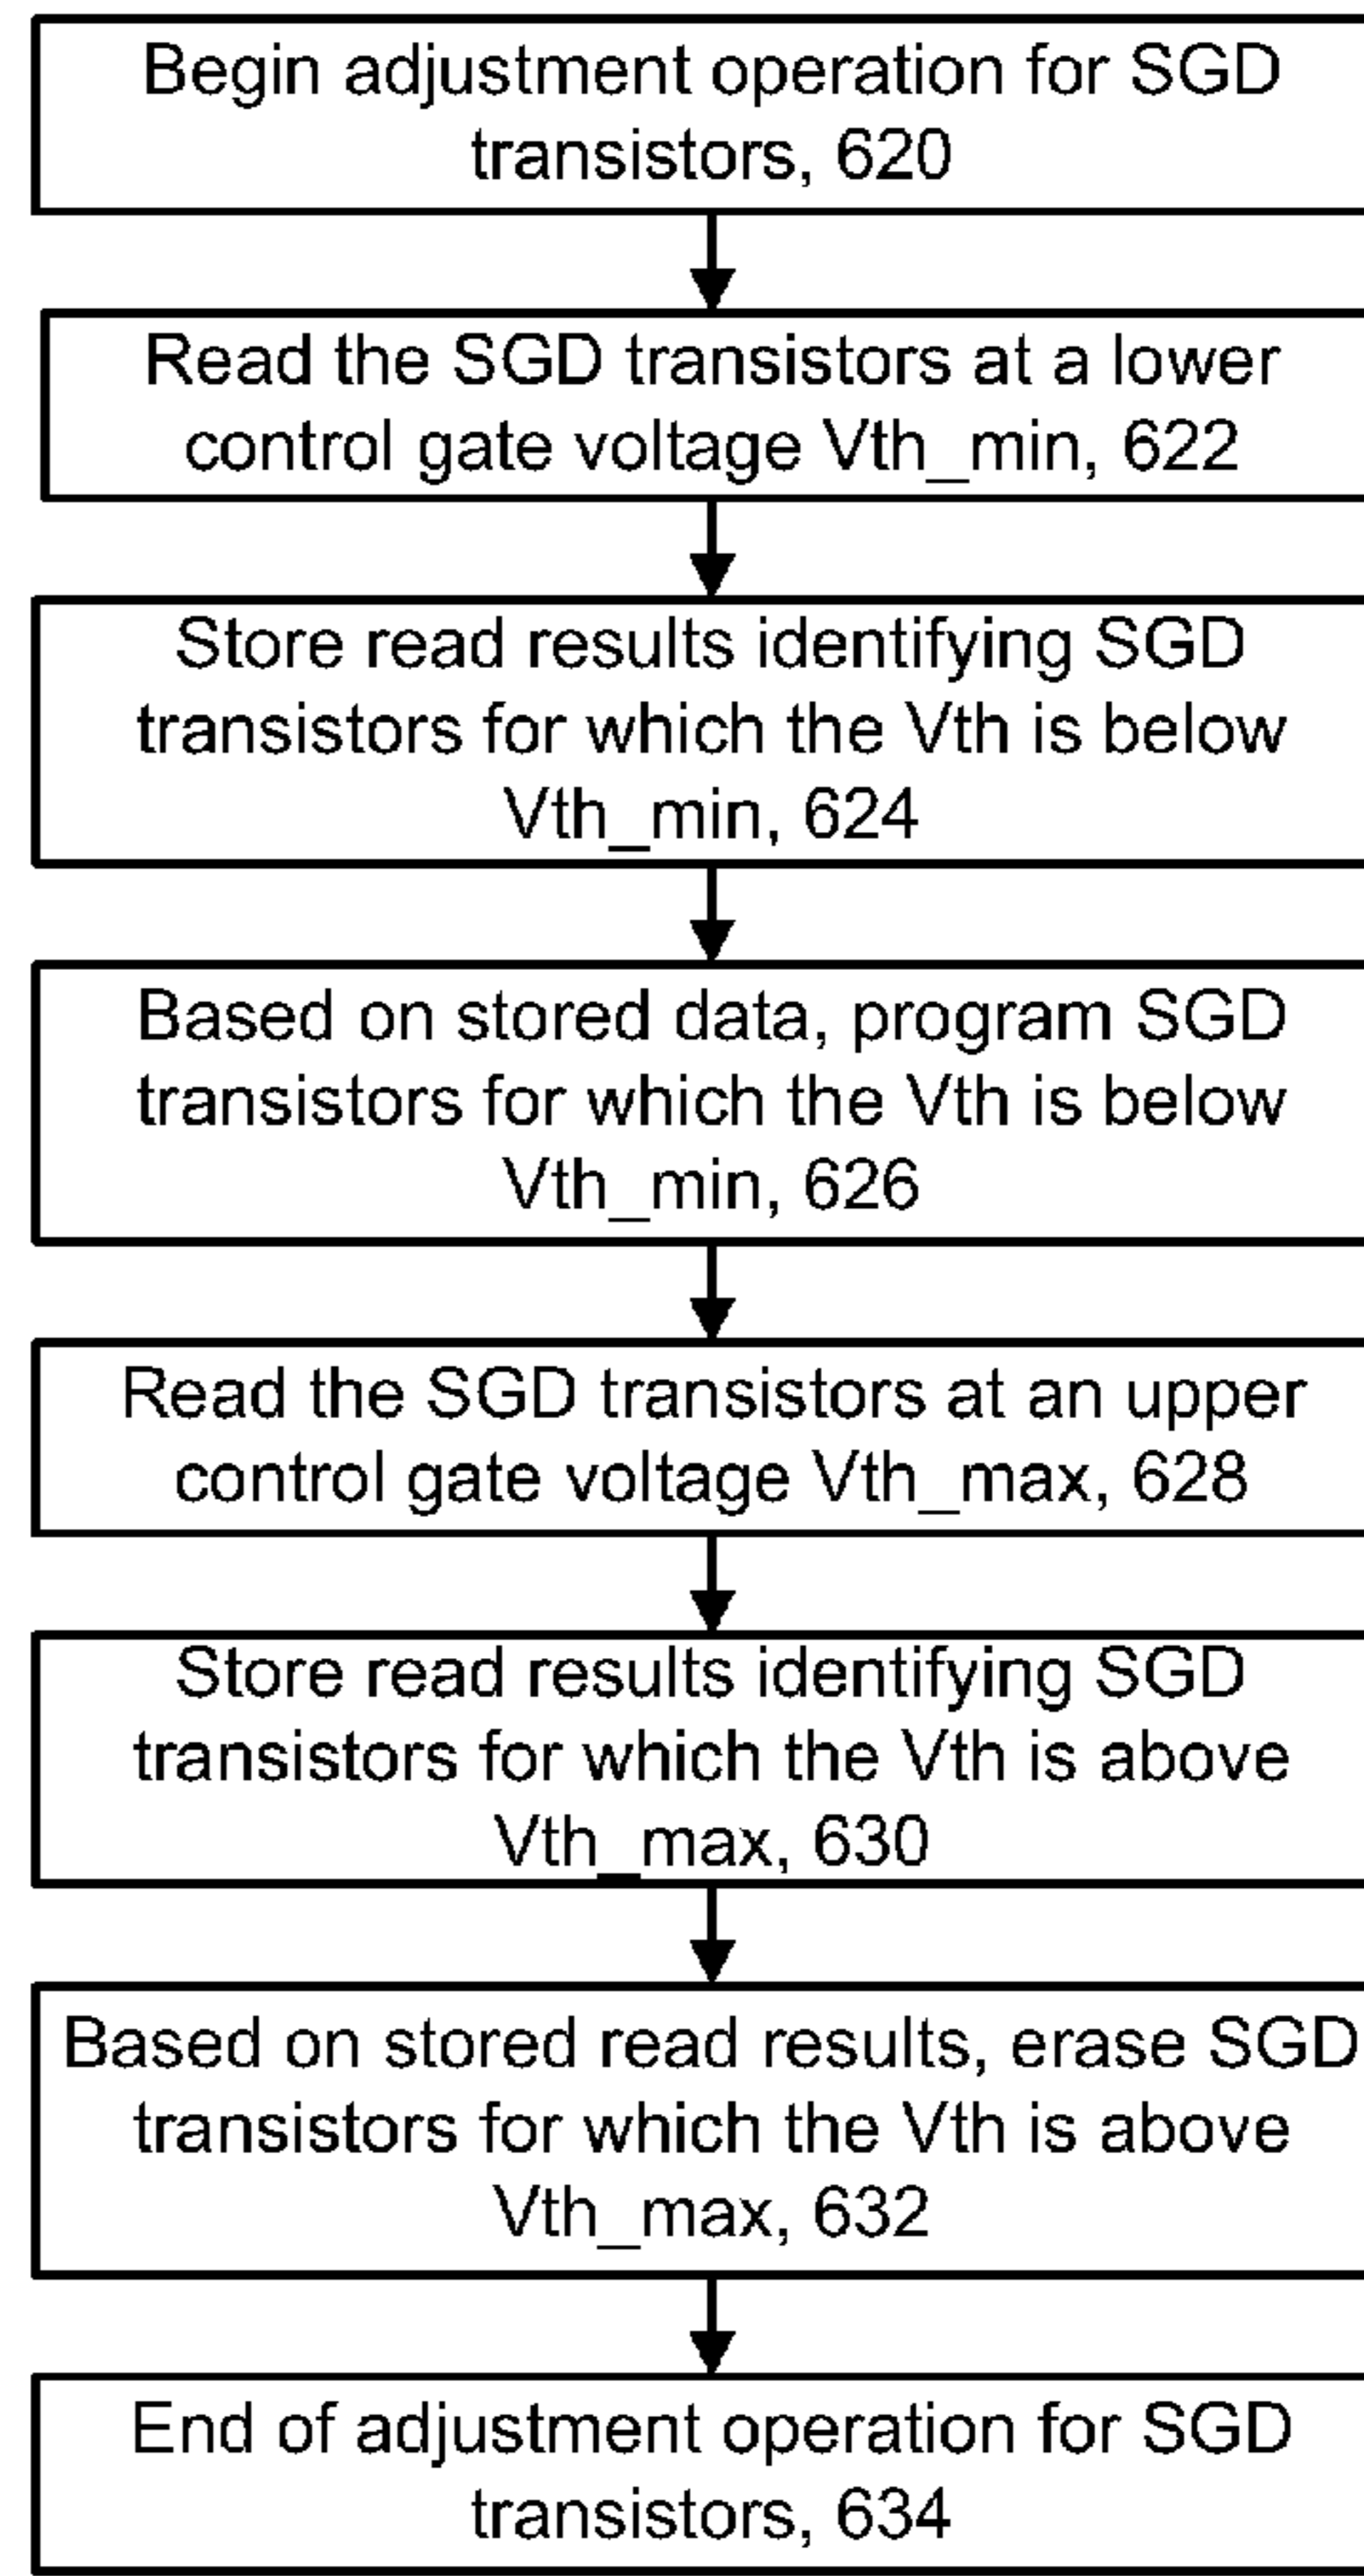 Begin adjustment operation for SGD
transistors, 620
Read the SGD transistors at a lower
control gate voltage Vth_min, 622
Store read results identifying SGD
transistors for which the Vth is below
Vth_min, 624
Based on stored data, program SGD
transistors for which the Vth is below
Vth_min, 626
Read the SGD transistors at an upper
control gate voltage Vth_max, 628
Store read results identifying SGD
transistors for which the Vth is above
Vth_max, 630
Based on stored read results, erase SGD
transistors for which the Vth is above
Vth_max, 632
End of adjustment operation for SGD
transistors, 634